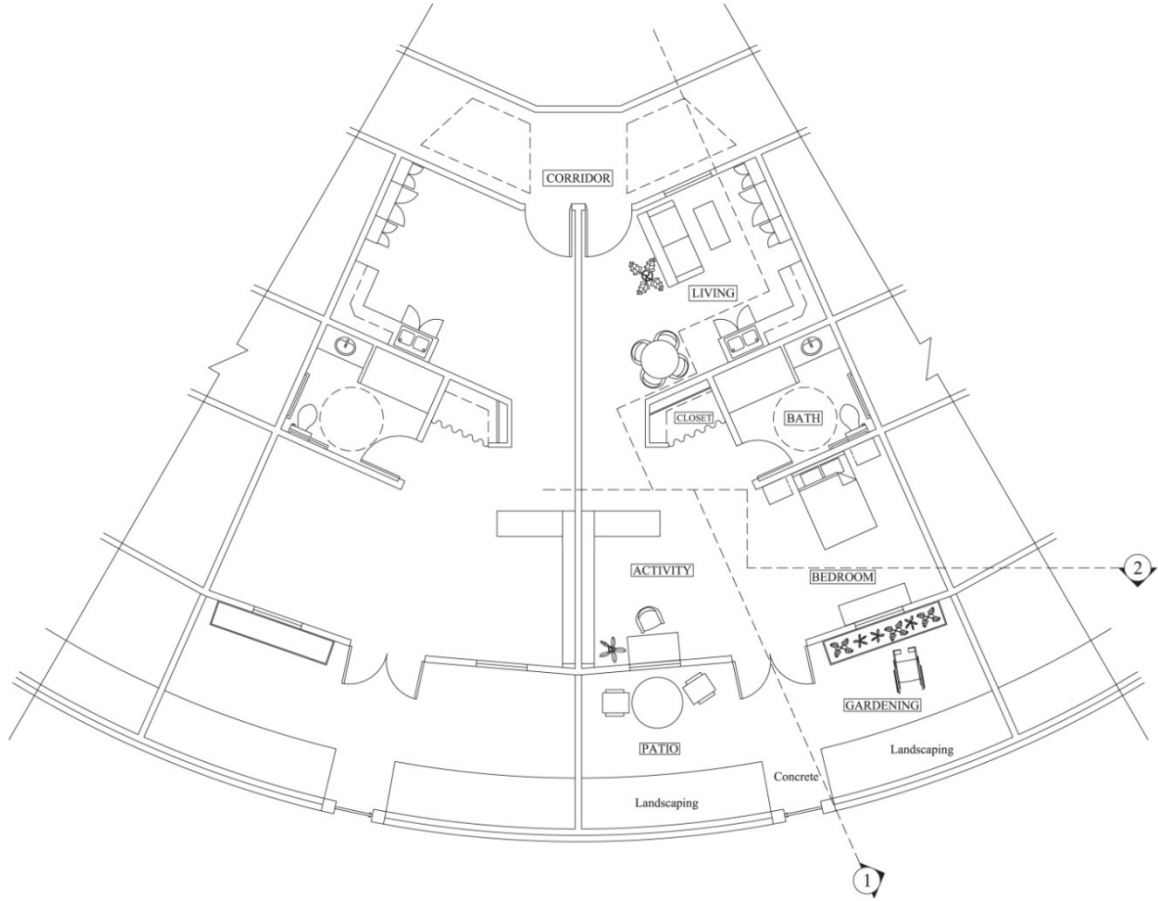 CORRIDOR
LIVING
CLOSET
BATH
ACTIVITY
BEDROOM
2
GARDENING
PATIO
Landscaping
Concrete
Landscaping
1